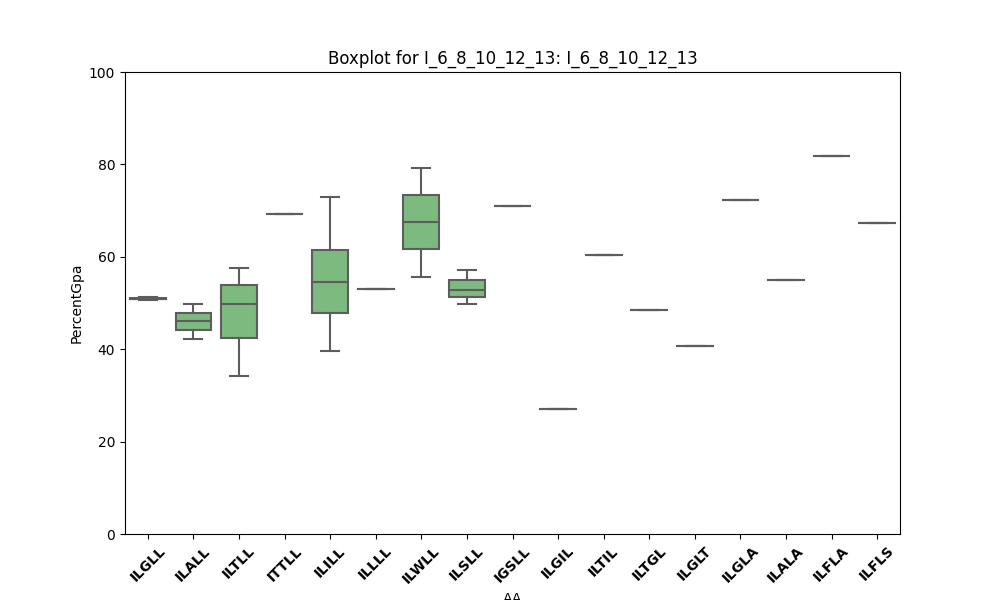 Boxplot for I_6_8_10_12_13: I_6_8_10_12_13
100
80
60
40
20
0
PercentGpa
ILGLL
ILALL
ILTLL
ITTLL
ILILL
ILLLL
ILWLL
ILSLL
IGSLL
ILGIL
ILTIL
ILTGL
ILGLT
ILGLA
ILALA
ILFLA
ILFLS
AA